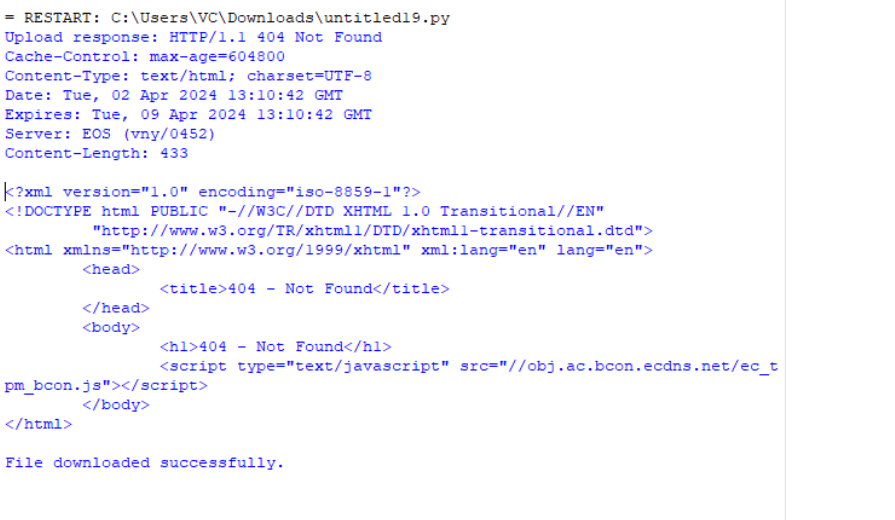 = RESTART: C:\Users\VC\Downloads\untitled19.py
Upload response: HTTP/1.1 404 Not Found
Cache-Control: max-age=604800
Content-Type: text/html; charset=UTF-8
Date: Tue, 02 Apr 2024 13:10:42 GMT
Expires: Tue, 09 Apr 2024 13:10:42 GMT
Server: EOS (vny/0452)
Content-Length: 433

<?xml version="1.0" encoding="iso-8859-1"?>
<!DOCTYPE html PUBLIC "-//W3C//DTD XHTML 1.0 Transitional//EN"
         "http://www.w3.org/TR/xhtml1/DTD/xhtml1-transitional.dtd">
<html xmlns="http://www.w3.org/1999/xhtml" xml:lang="en" lang="en">
        <head>
                <title>404 - Not Found</title>
        </head>
        <body>
                <h1>404 - Not Found</h1>
                <script type="text/javascript" src="//obj.ac.bcon.ecdns.net/ec_t
pm_bcon.js"></script>
        </body>
</html>

File downloaded successfully.